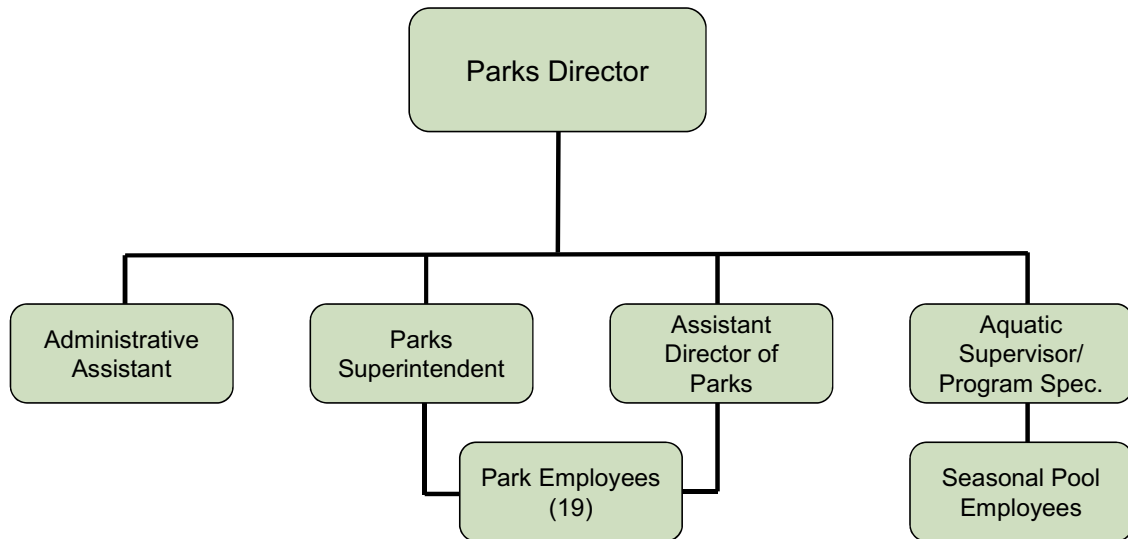 Parks Director
Administrative
Assistant
Parks
Superintendent
Assistant
Director of
Parks
Aquatic
Supervisor/
Program Spec.
Park Employees
(19)
Seasonal Pool
Employees